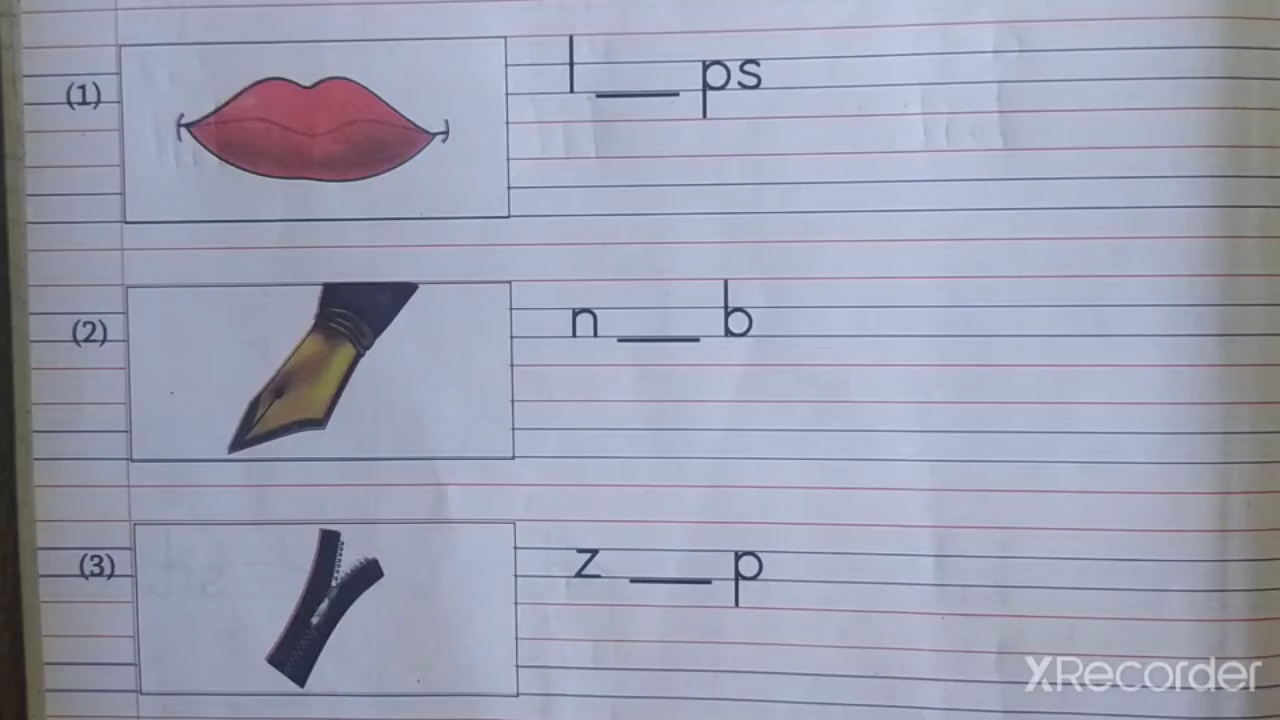 (1) l ___ ps
(2) n ___ b
(3) z ___ p
XRecorder